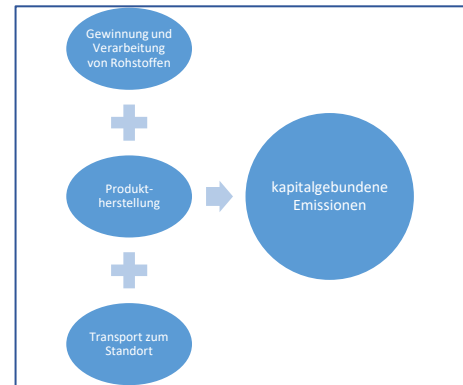 Gewinnung und
Verarbeitung
von Rohstoffen
Produkt-
herstellung
kapitalgebundene
Emissionen
Transport zum
Standort